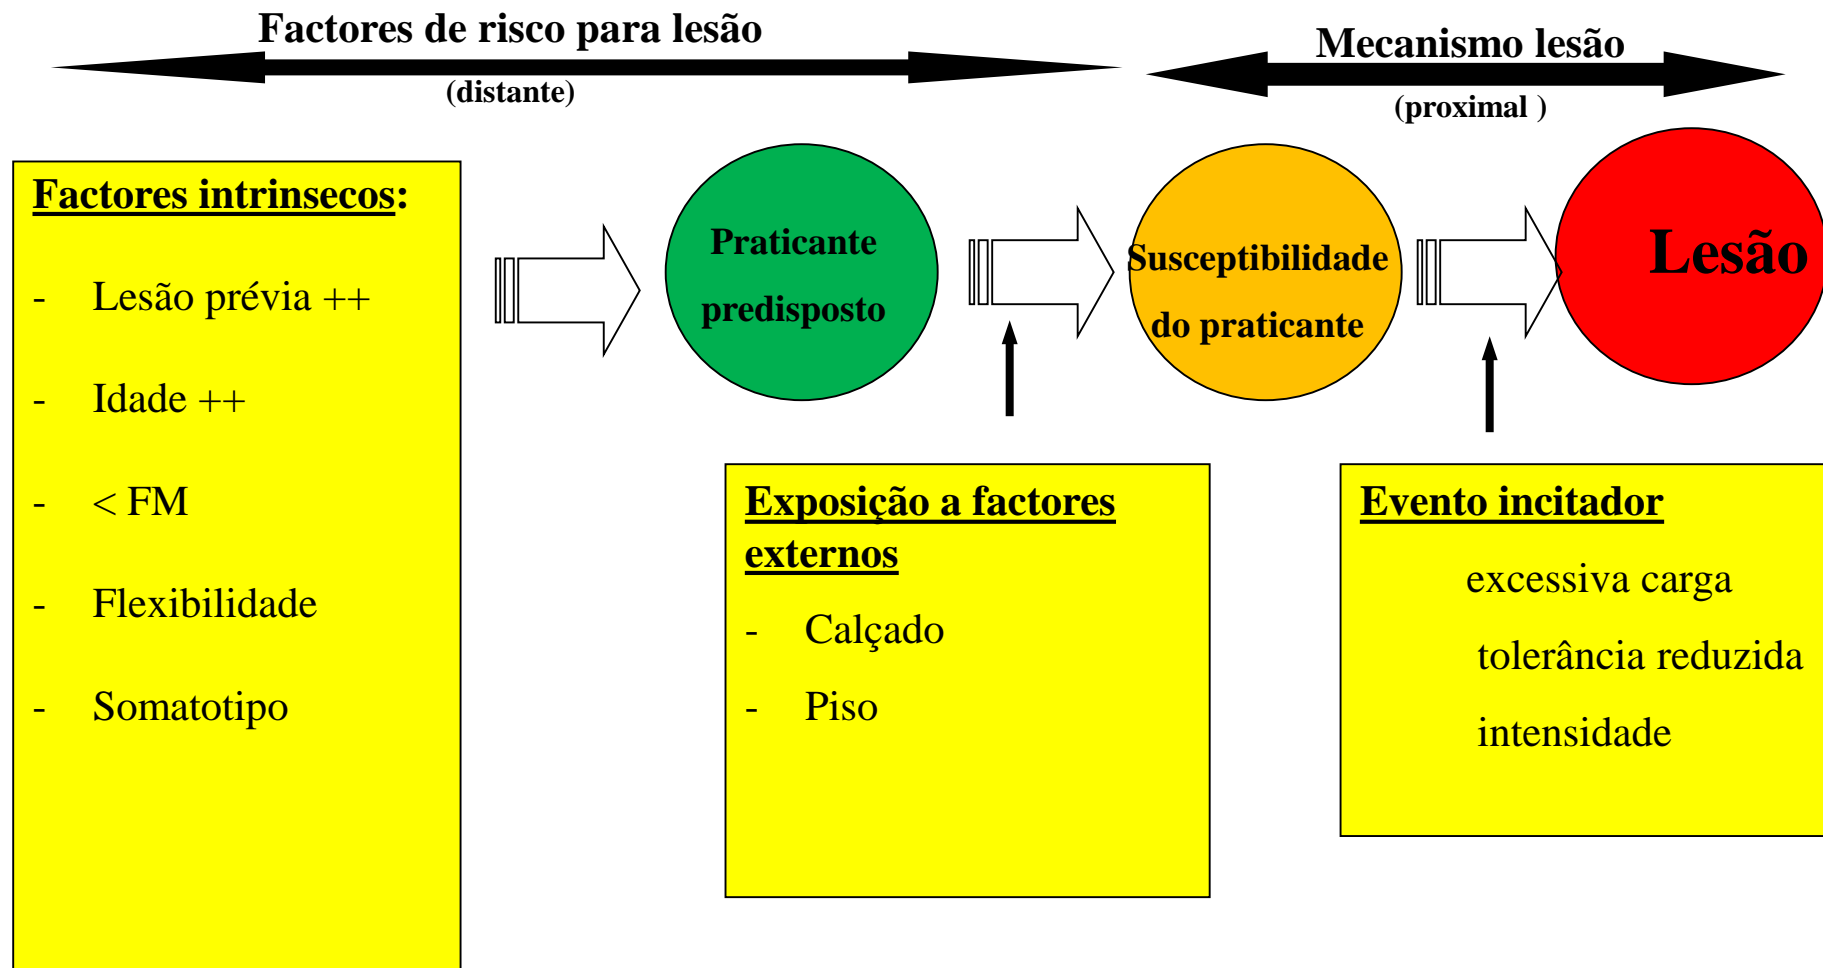 Factores de risco para lesão
(distante)
Mecanismo lesão
(proximal )
Factores intrinsecos:
- Lesão prévia ++
- Idade ++
- < FM
- Flexibilidade
- Somatotipo
Praticante
predisposto
Susceptibilidade
do praticante
Lesão
Exposição a factores
externos
- Calçado
- Piso
Evento incitador
excessiva carga
tolerância reduzida
intensidade